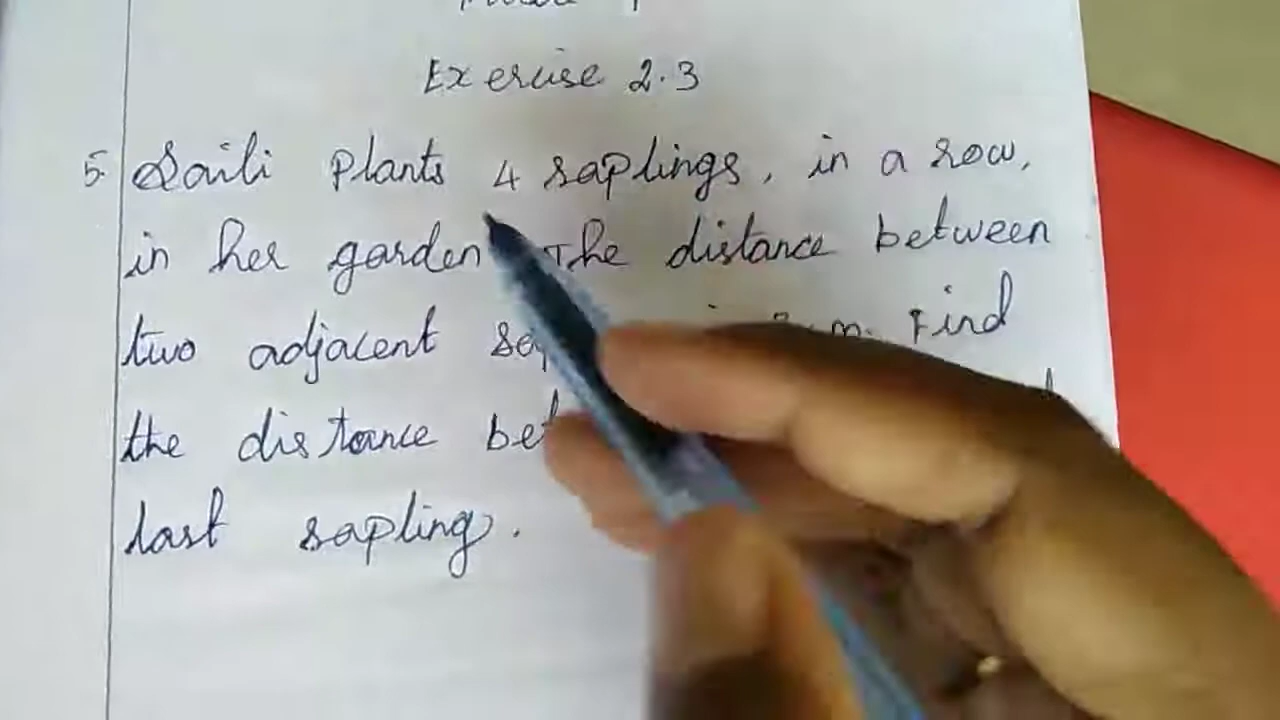 Exercise 2.3
5. Saili plants 4 saplings, in a row,
in her garden The distance between
two adjacent m. Find
the distance
last sapling.